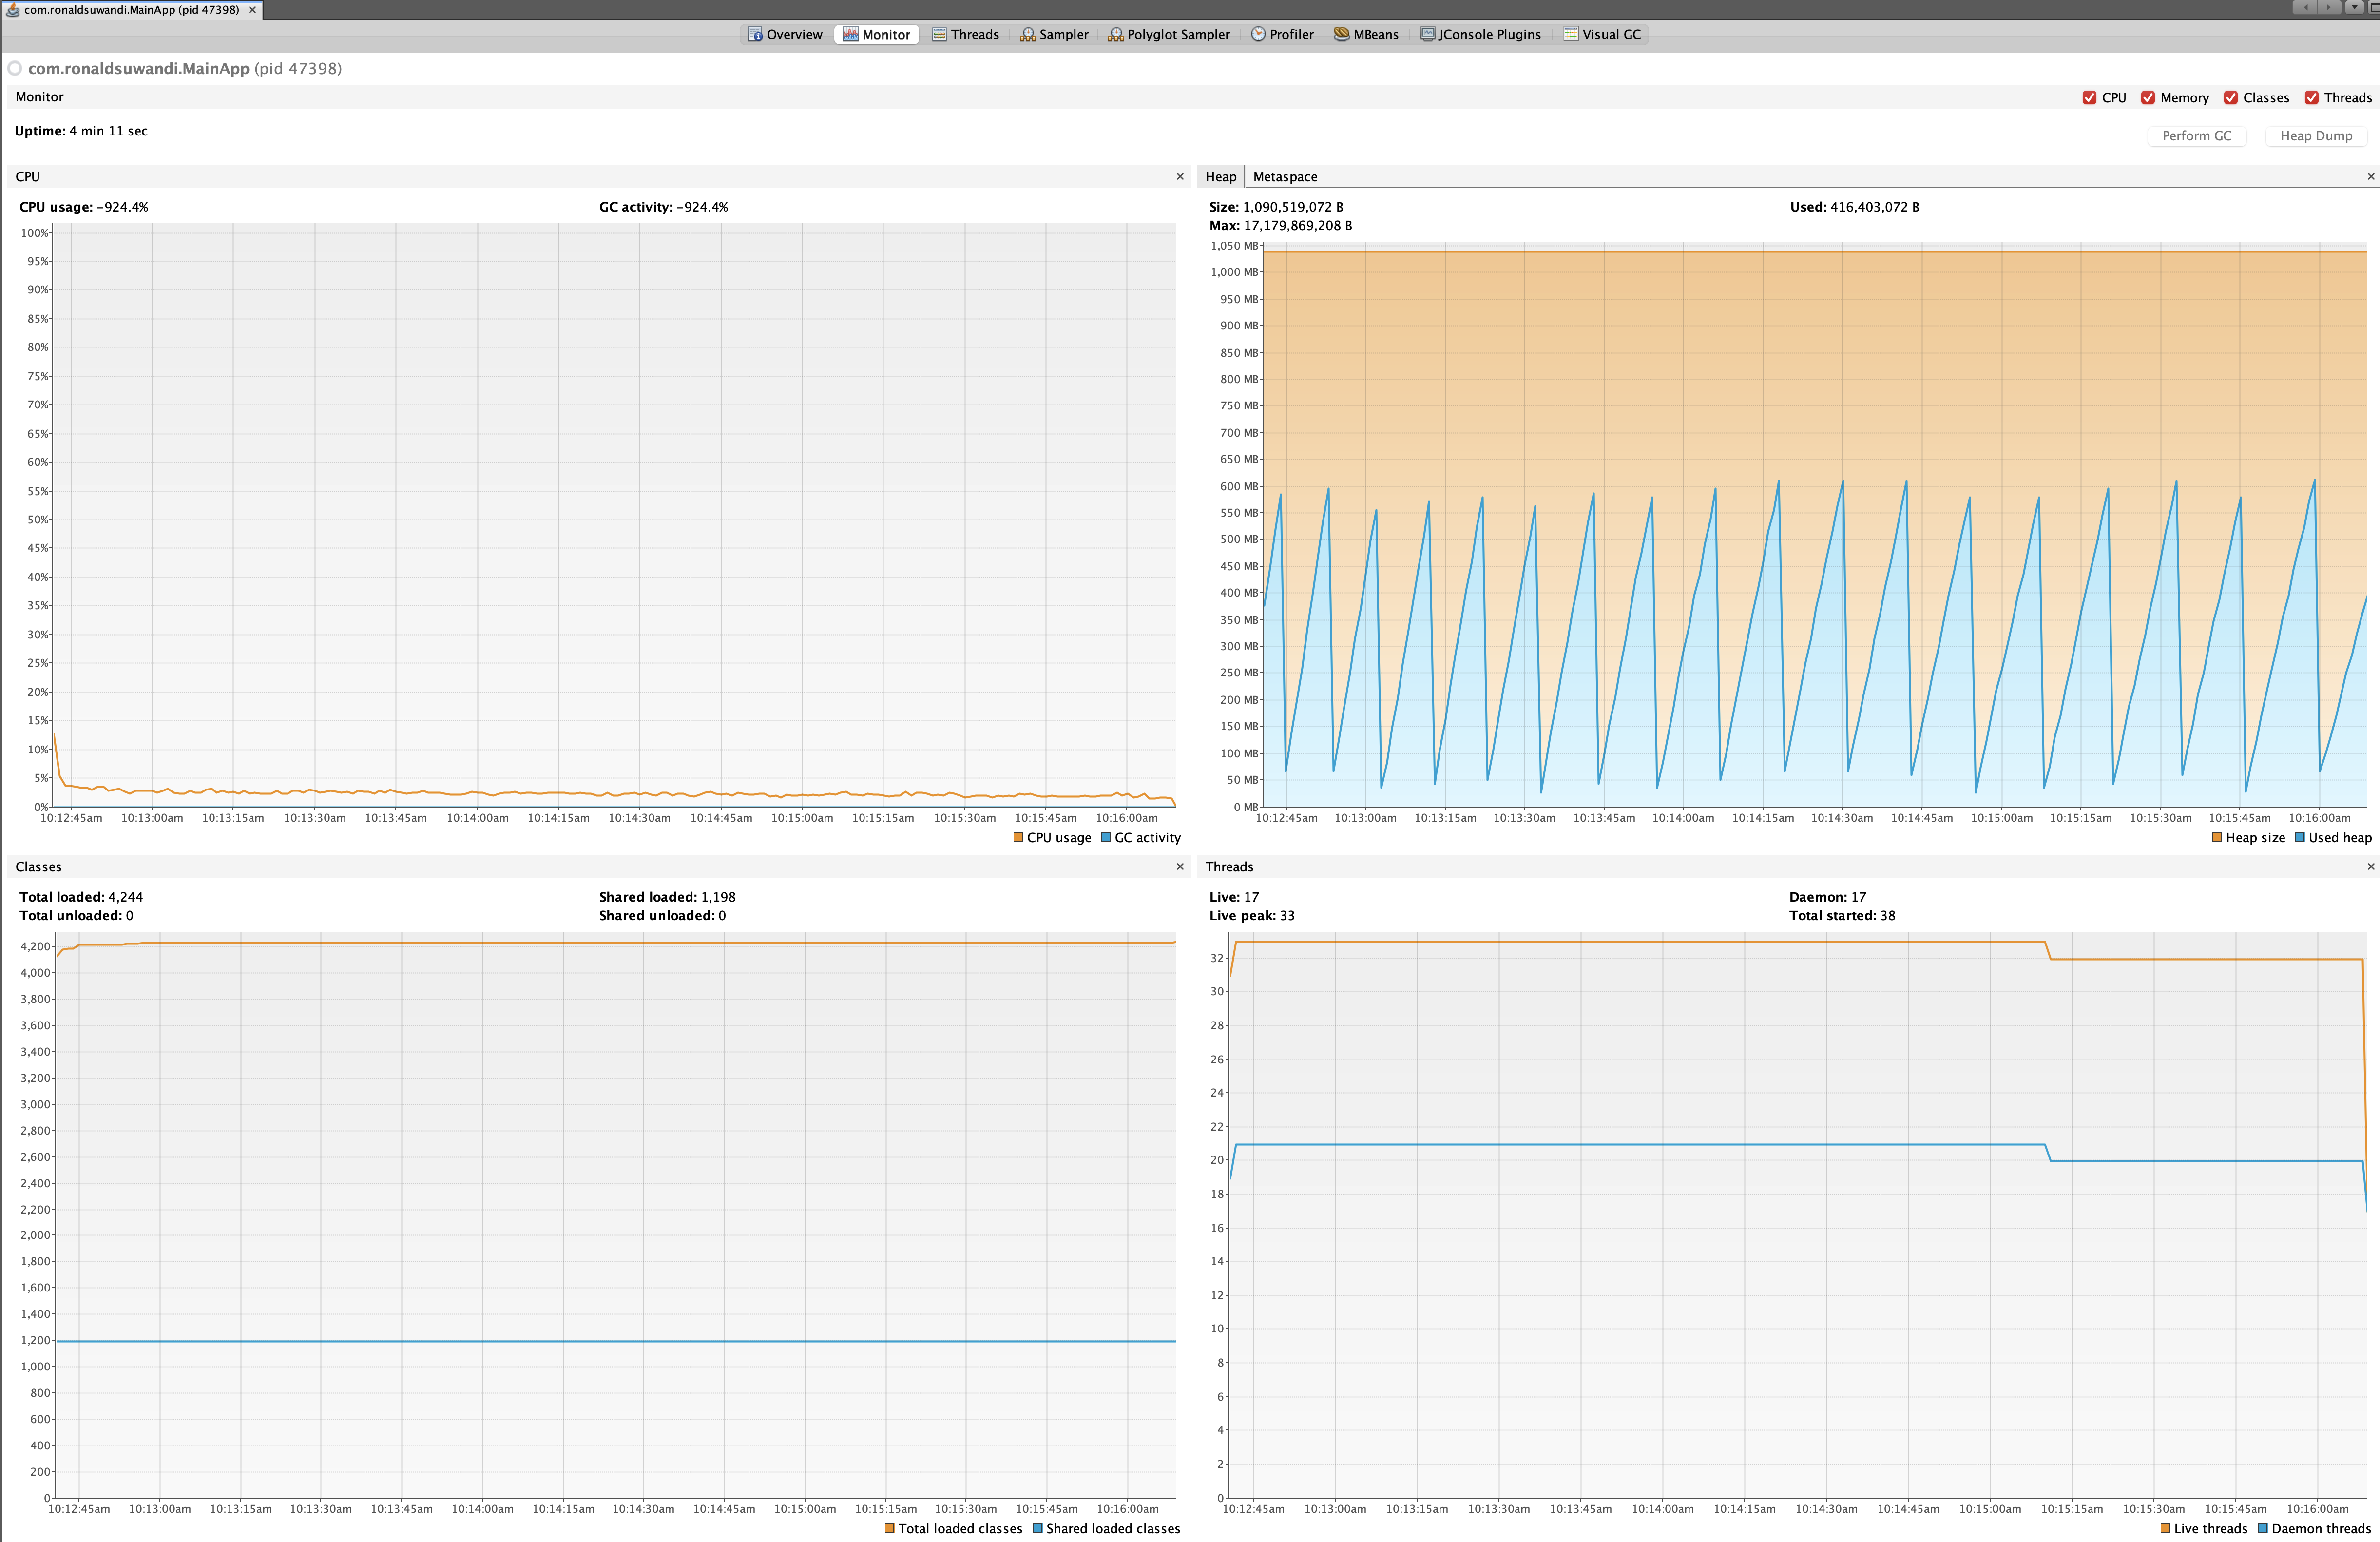 com.ronaldsuwandi.MainApp (pid 47398)
Overview Monitor Threads Sampler Polyglot Sampler Profiler MBeans JConsole Plugins Visual GC
com.ronaldsuwandi.MainApp (pid 47398)
Monitor
CPU Memory Classes Threads
Uptime: 4 min 11 sec
Perform GC Heap Dump
CPU
CPU usage: -924.4% GC activity: -924.4%
100%
95%
90%
85%
80%
75%
70%
65%
60%
55%
50%
45%
40%
35%
30%
25%
20%
15%
10%
5%
0%
10:12:45am 10:13:00am 10:13:15am 10:13:30am 10:13:45am 10:14:00am 10:14:15am 10:14:30am 10:14:45am 10:15:00am 10:15:15am 10:15:30am 10:15:45am 10:16:00am
CPU usage GC activity
Heap Metaspace
Size: 1,090,519,072 B Used: 416,403,072 B
Max: 17,179,869,208 B
1,050 MB
1,000 MB
950 MB
900 MB
850 MB
800 MB
750 MB
700 MB
650 MB
600 MB
550 MB
500 MB
450 MB
400 MB
350 MB
300 MB
250 MB
200 MB
150 MB
100 MB
50 MB
0 MB
10:12:45am 10:13:00am 10:13:15am 10:13:30am 10:13:45am 10:14:00am 10:14:15am 10:14:30am 10:14:45am 10:15:00am 10:15:15am 10:15:30am 10:15:45am 10:16:00am
Heap size Used heap
Classes
Total loaded: 4,244 Shared loaded: 1,198
Total unloaded: 0 Shared unloaded: 0
4,200
4,000
3,800
3,600
3,400
3,200
3,000
2,800
2,600
2,400
2,200
2,000
1,800
1,600
1,400
1,200
1,000
800
600
400
200
0
10:12:45am 10:13:00am 10:13:15am 10:13:30am 10:13:45am 10:14:00am 10:14:15am 10:14:30am 10:14:45am 10:15:00am 10:15:15am 10:15:30am 10:15:45am 10:16:00am
Total loaded classes Shared loaded classes
Threads
Live: 17 Daemon: 17
Live peak: 33 Total started: 38
32
30
28
26
24
22
20
18
16
14
12
10
8
6
4
2
0
10:12:45am 10:13:00am 10:13:15am 10:13:30am 10:13:45am 10:14:00am 10:14:15am 10:14:30am 10:14:45am 10:15:00am 10:15:15am 10:15:30am 10:15:45am 10:16:00am
Live threads Daemon threads